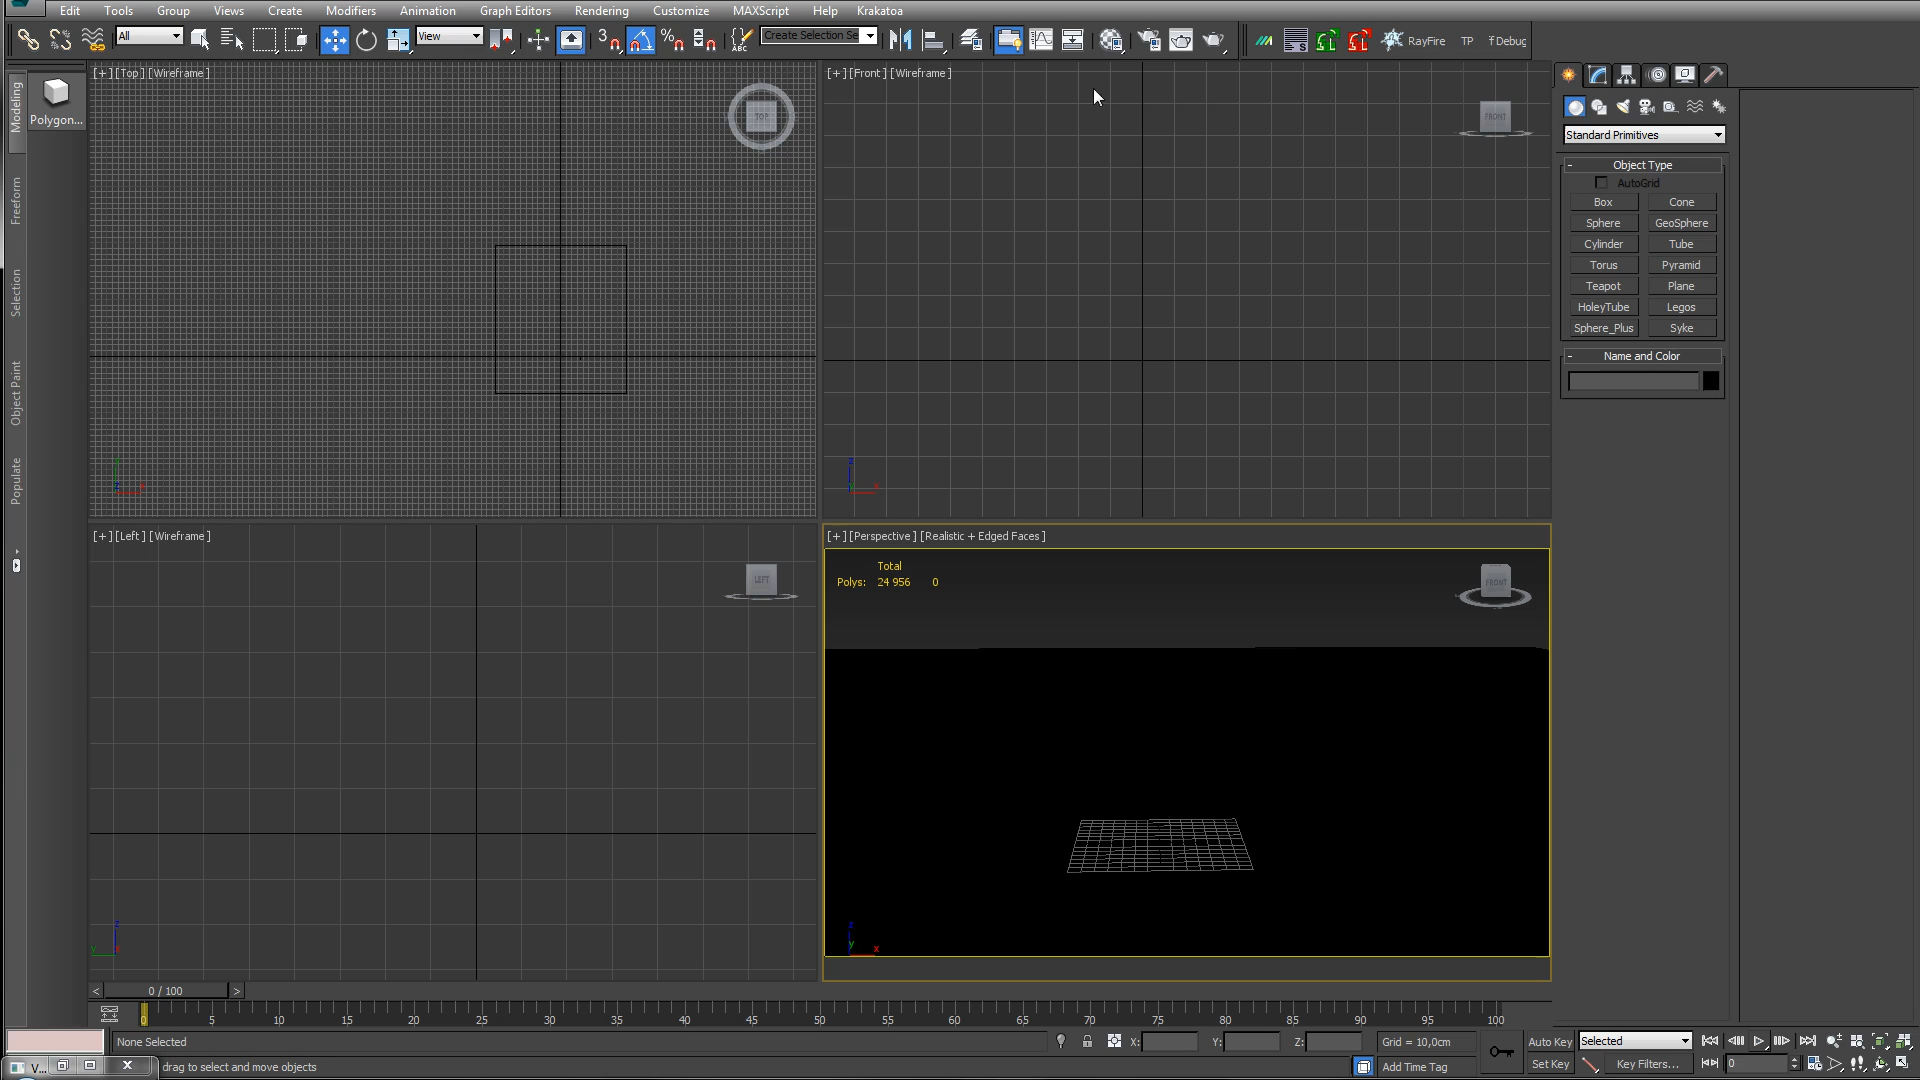 Edit Tools Group Views Create Modifiers Animation Graph Editors Rendering Customize MAXScript Help Krakatoa
All View Create Selection Se RayFire TP fDebug
Modeling
Polygon...
Freeform
Selection
Object Paint
Populate
[+][Top][Wireframe]
TOP
[+][Front][Wireframe]
FRONT
[+][Left][Wireframe]
LEFT
[+][Perspective][Realistic + Edged Faces]
Total
Polys: 24 956 0
FRONT
z
y
x
Standard Primitives
- Object Type
AutoGrid
Box Cone
Sphere GeoSphere
Cylinder Tube
Torus Pyramid
Teapot Plane
HoleyTube Legos
Sphere_Plus Syke
- Name and Color
< 0 / 100 >
0 5 10 15 20 25 30 35 40 45 50 55 60 65 70 75 80 85 90 95 100
None Selected X: Y: Z: Grid = 10,0cm Auto Key Selected
V... drag to select and move objects Add Time Tag Set Key Key Filters... 0